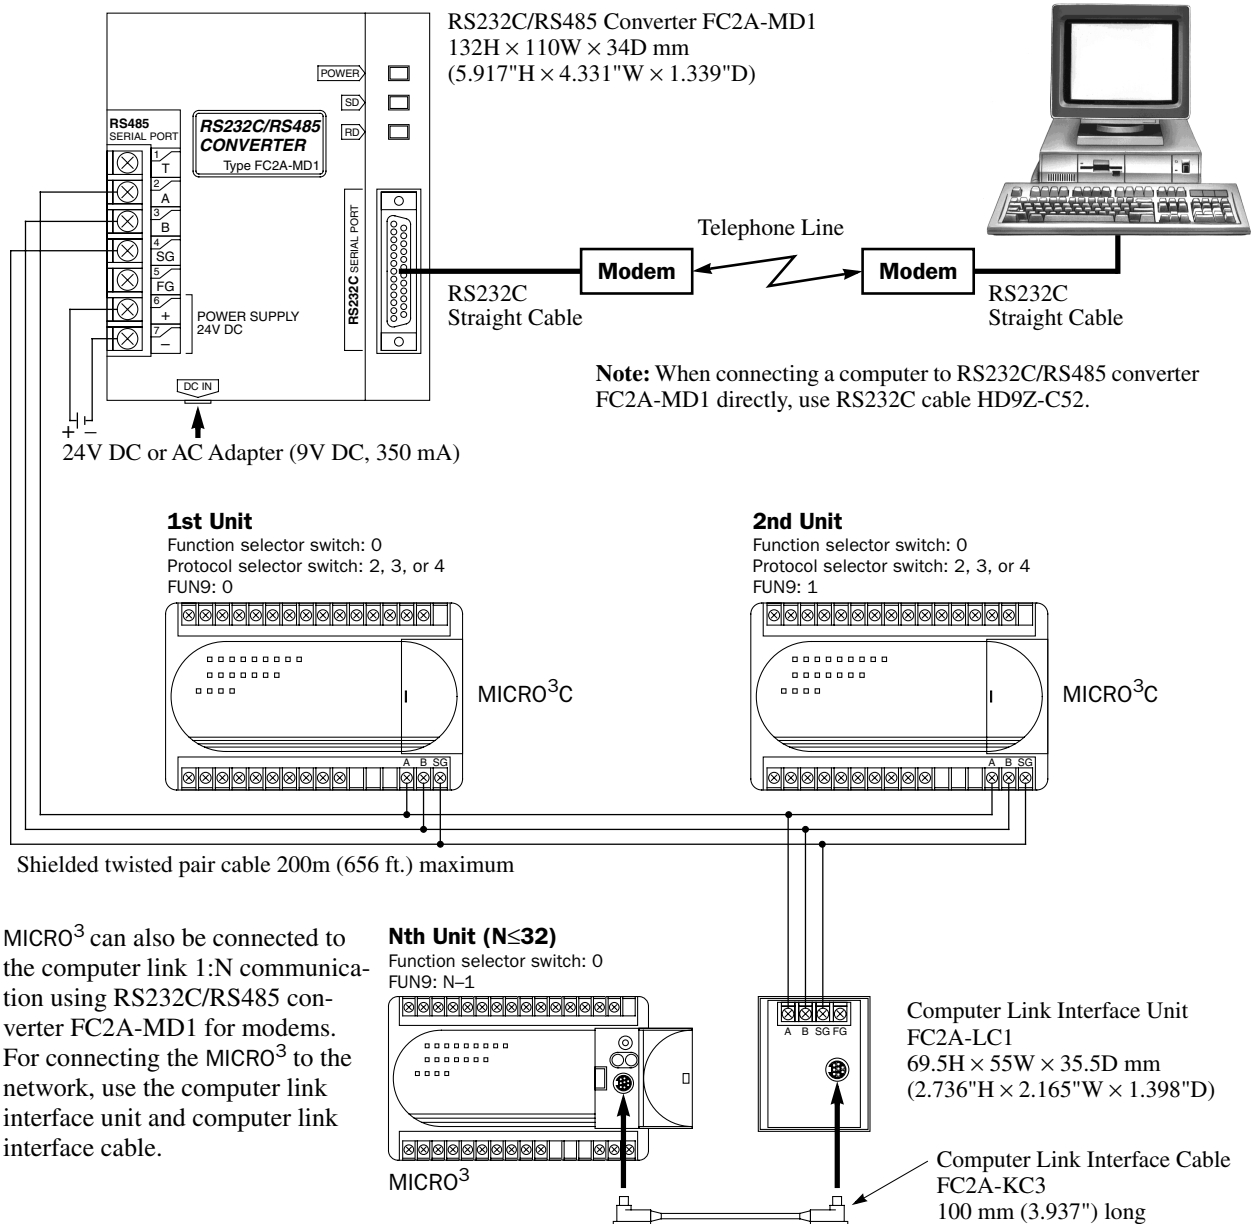 RS232C/RS485 Converter FC2A-MD1
132H × 110W × 34D mm
(5.917"H × 4.331"W × 1.339"D)
POWER
SD
RD
RS485
SERIAL PORT
RS232C/RS485
CONVERTER
Type FC2A-MD1
1
T
2
A
3
B
4
SG
5
FG
6
+
7
–
POWER SUPPLY
24V DC
RS232C SERIAL PORT
DC IN
+ –
24V DC or AC Adapter (9V DC, 350 mA)
Telephone Line
Modem
Modem
RS232C
Straight Cable
RS232C
Straight Cable
Note: When connecting a computer to RS232C/RS485 converter
FC2A-MD1 directly, use RS232C cable HD9Z-C52.
1st Unit
Function selector switch: 0
Protocol selector switch: 2, 3, or 4
FUN9: 0
MICRO³C
A B SG
2nd Unit
Function selector switch: 0
Protocol selector switch: 2, 3, or 4
FUN9: 1
MICRO³C
A B SG
Shielded twisted pair cable 200m (656 ft.) maximum
MICRO³ can also be connected to
the computer link 1:N communica-
tion using RS232C/RS485 con-
verter FC2A-MD1 for modems.
For connecting the MICRO³ to the
network, use the computer link
interface unit and computer link
interface cable.
Nth Unit (N≤32)
Function selector switch: 0
FUN9: N–1
MICRO³
A B SG FG
Computer Link Interface Unit
FC2A-LC1
69.5H × 55W × 35.5D mm
(2.736"H × 2.165"W × 1.398"D)
Computer Link Interface Cable
FC2A-KC3
100 mm (3.937") long